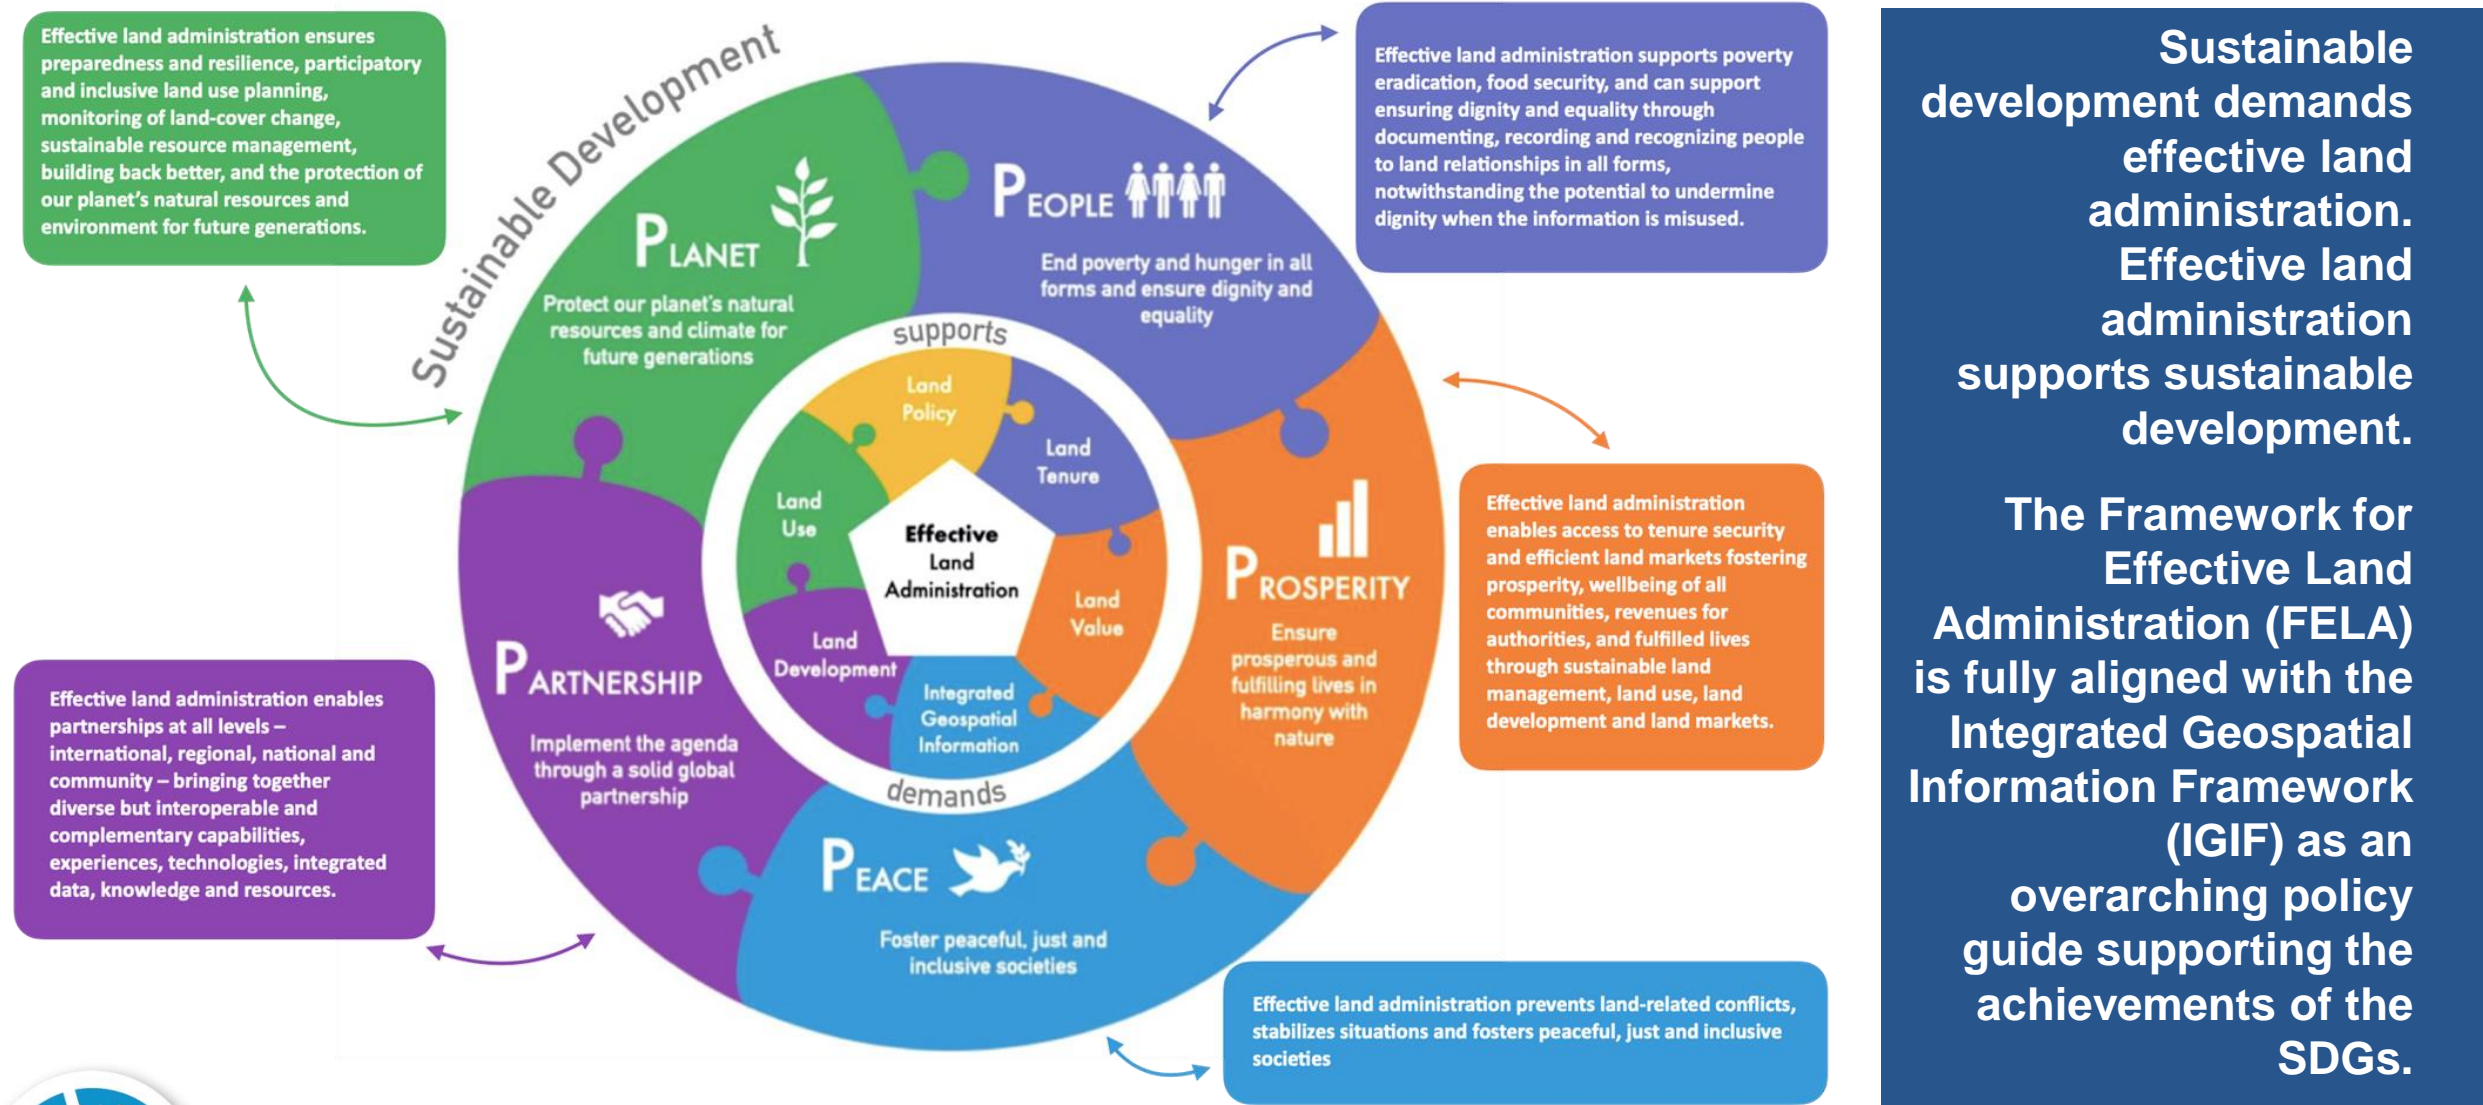 Effective land administration ensures
preparedness and resilience, participatory
and inclusive land use planning,
monitoring of land-cover change,
sustainable resource management,
building back better, and the protection of
our planet's natural resources and
environment for future generations.
Sustainable Development
PLANET
Protect our planet's natural
resources and climate for
future generations
PEOPLE
End poverty and hunger in all
forms and ensure dignity and
equality
Effective land administration supports poverty
eradication, food security, and can support
ensuring dignity and equality through
documenting, recording and recognizing people
to land relationships in all forms,
notwithstanding the potential to undermine
dignity when the information is misused.
supports
Land
Policy
Land
Tenure
Land
Use
Effective
Land
Administration
Land
Value
Land
Development
Integrated
Geospatial
Information
demands
PROSPERITY
Ensure
prosperous and
fulfilling lives in
harmony with
nature
Effective land administration
enables access to tenure security
and efficient land markets fostering
prosperity, wellbeing of all
communities, revenues for
authorities, and fulfilled lives
through sustainable land
management, land use, land
development and land markets.
PARTNERSHIP
Implement the agenda
through a solid global
partnership
Effective land administration enables
partnerships at all levels –
international, regional, national and
community – bringing together
diverse but interoperable and
complementary capabilities,
experiences, technologies, integrated
data, knowledge and resources.
PEACE
Foster peaceful, just and
inclusive societies
Effective land administration prevents land-related conflicts,
stabilizes situations and fosters peaceful, just and inclusive
societies
Sustainable
development demands
effective land
administration.
Effective land
administration
supports sustainable
development.
The Framework for
Effective Land
Administration (FELA)
is fully aligned with the
Integrated Geospatial
Information Framework
(IGIF) as an
overarching policy
guide supporting the
achievements of the
SDGs.